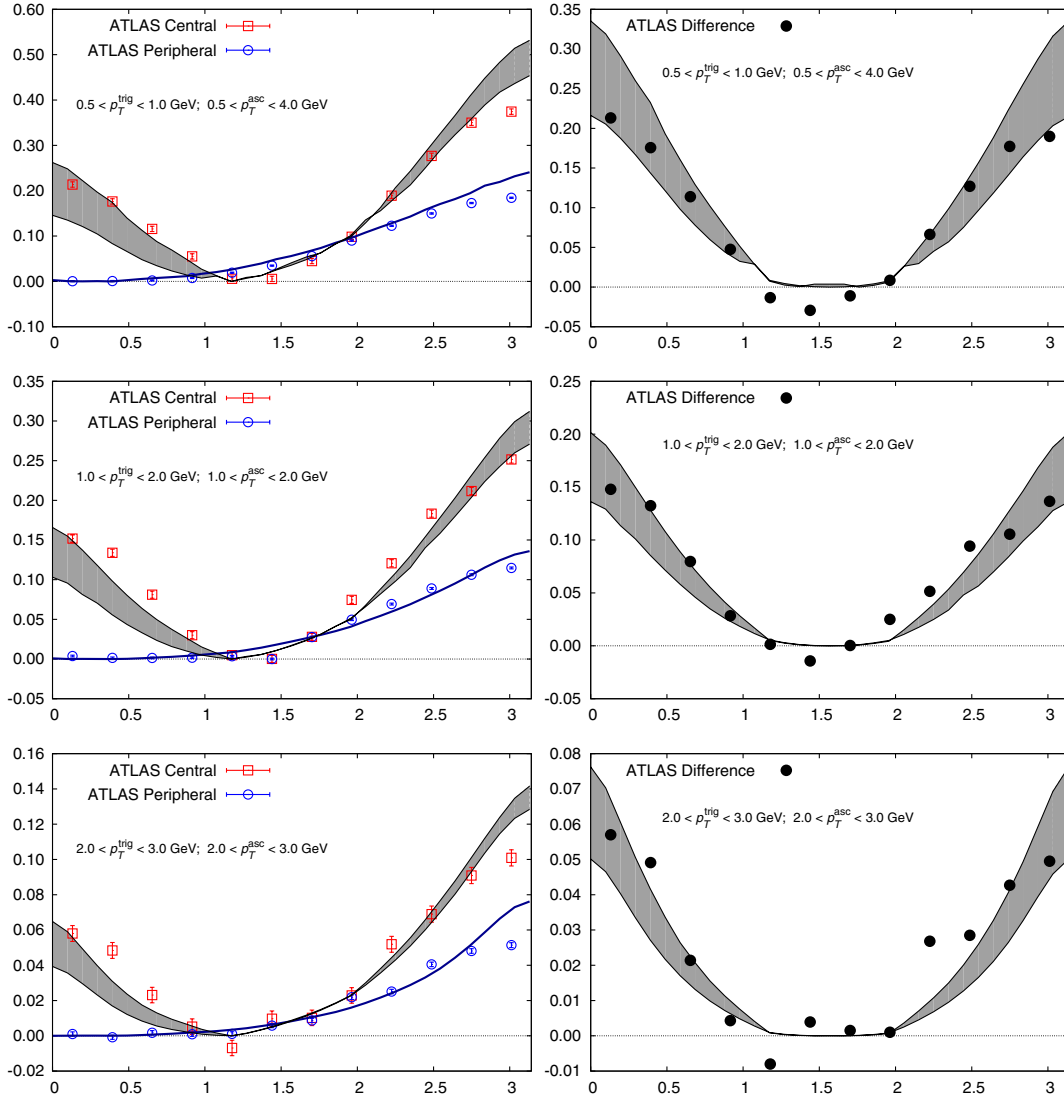 0.60
0.50
0.40
0.30
0.20
0.10
0.00
-0.10
ATLAS Central
ATLAS Peripheral
0.5 < p_T^trig < 1.0 GeV; 0.5 < p_T^asc < 4.0 GeV
0 0.5 1 1.5 2 2.5 3
0.35
0.30
0.25
0.20
0.15
0.10
0.05
0.00
-0.05
ATLAS Difference
0.5 < p_T^trig < 1.0 GeV; 0.5 < p_T^asc < 4.0 GeV
0 0.5 1 1.5 2 2.5 3
0.35
0.30
0.25
0.20
0.15
0.10
0.05
0.00
-0.05
ATLAS Central
ATLAS Peripheral
1.0 < p_T^trig < 2.0 GeV; 1.0 < p_T^asc < 2.0 GeV
0 0.5 1 1.5 2 2.5 3
0.25
0.20
0.15
0.10
0.05
0.00
-0.05
ATLAS Difference
1.0 < p_T^trig < 2.0 GeV; 1.0 < p_T^asc < 2.0 GeV
0 0.5 1 1.5 2 2.5 3
0.16
0.14
0.12
0.10
0.08
0.06
0.04
0.02
0.00
-0.02
ATLAS Central
ATLAS Peripheral
2.0 < p_T^trig < 3.0 GeV; 2.0 < p_T^asc < 3.0 GeV
0 0.5 1 1.5 2 2.5 3
0.08
0.07
0.06
0.05
0.04
0.03
0.02
0.01
0.00
-0.01
ATLAS Difference
2.0 < p_T^trig < 3.0 GeV; 2.0 < p_T^asc < 3.0 GeV
0 0.5 1 1.5 2 2.5 3